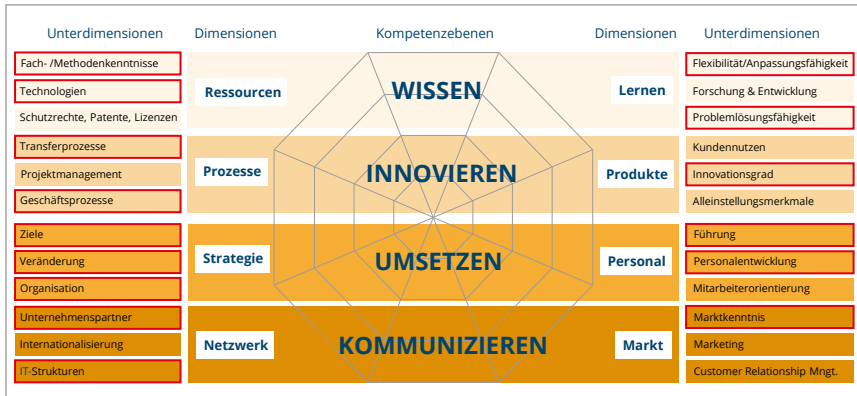 Unterdimensionen Dimensionen Kompetenzebenen Dimensionen Unterdimensionen
Fach- /Methodenkenntnisse
Technologien
Schutzrechte, Patente, Lizenzen
Ressourcen
WISSEN
Lernen
Flexibilität/Anpassungsfähigkeit
Forschung & Entwicklung
Problemlösungsfähigkeit
Transferprozesse
Projektmanagement
Geschäftsprozesse
Prozesse
INNOVIEREN
Produkte
Kundennutzen
Innovationsgrad
Alleinstellungsmerkmale
Ziele
Veränderung
Organisation
Strategie
UMSETZEN
Personal
Führung
Personalentwicklung
Mitarbeiterorientierung
Unternehmenspartner
Internationalisierung
IT-Strukturen
Netzwerk
KOMMUNIZIEREN
Markt
Marktkenntnis
Marketing
Customer Relationship Mngt.